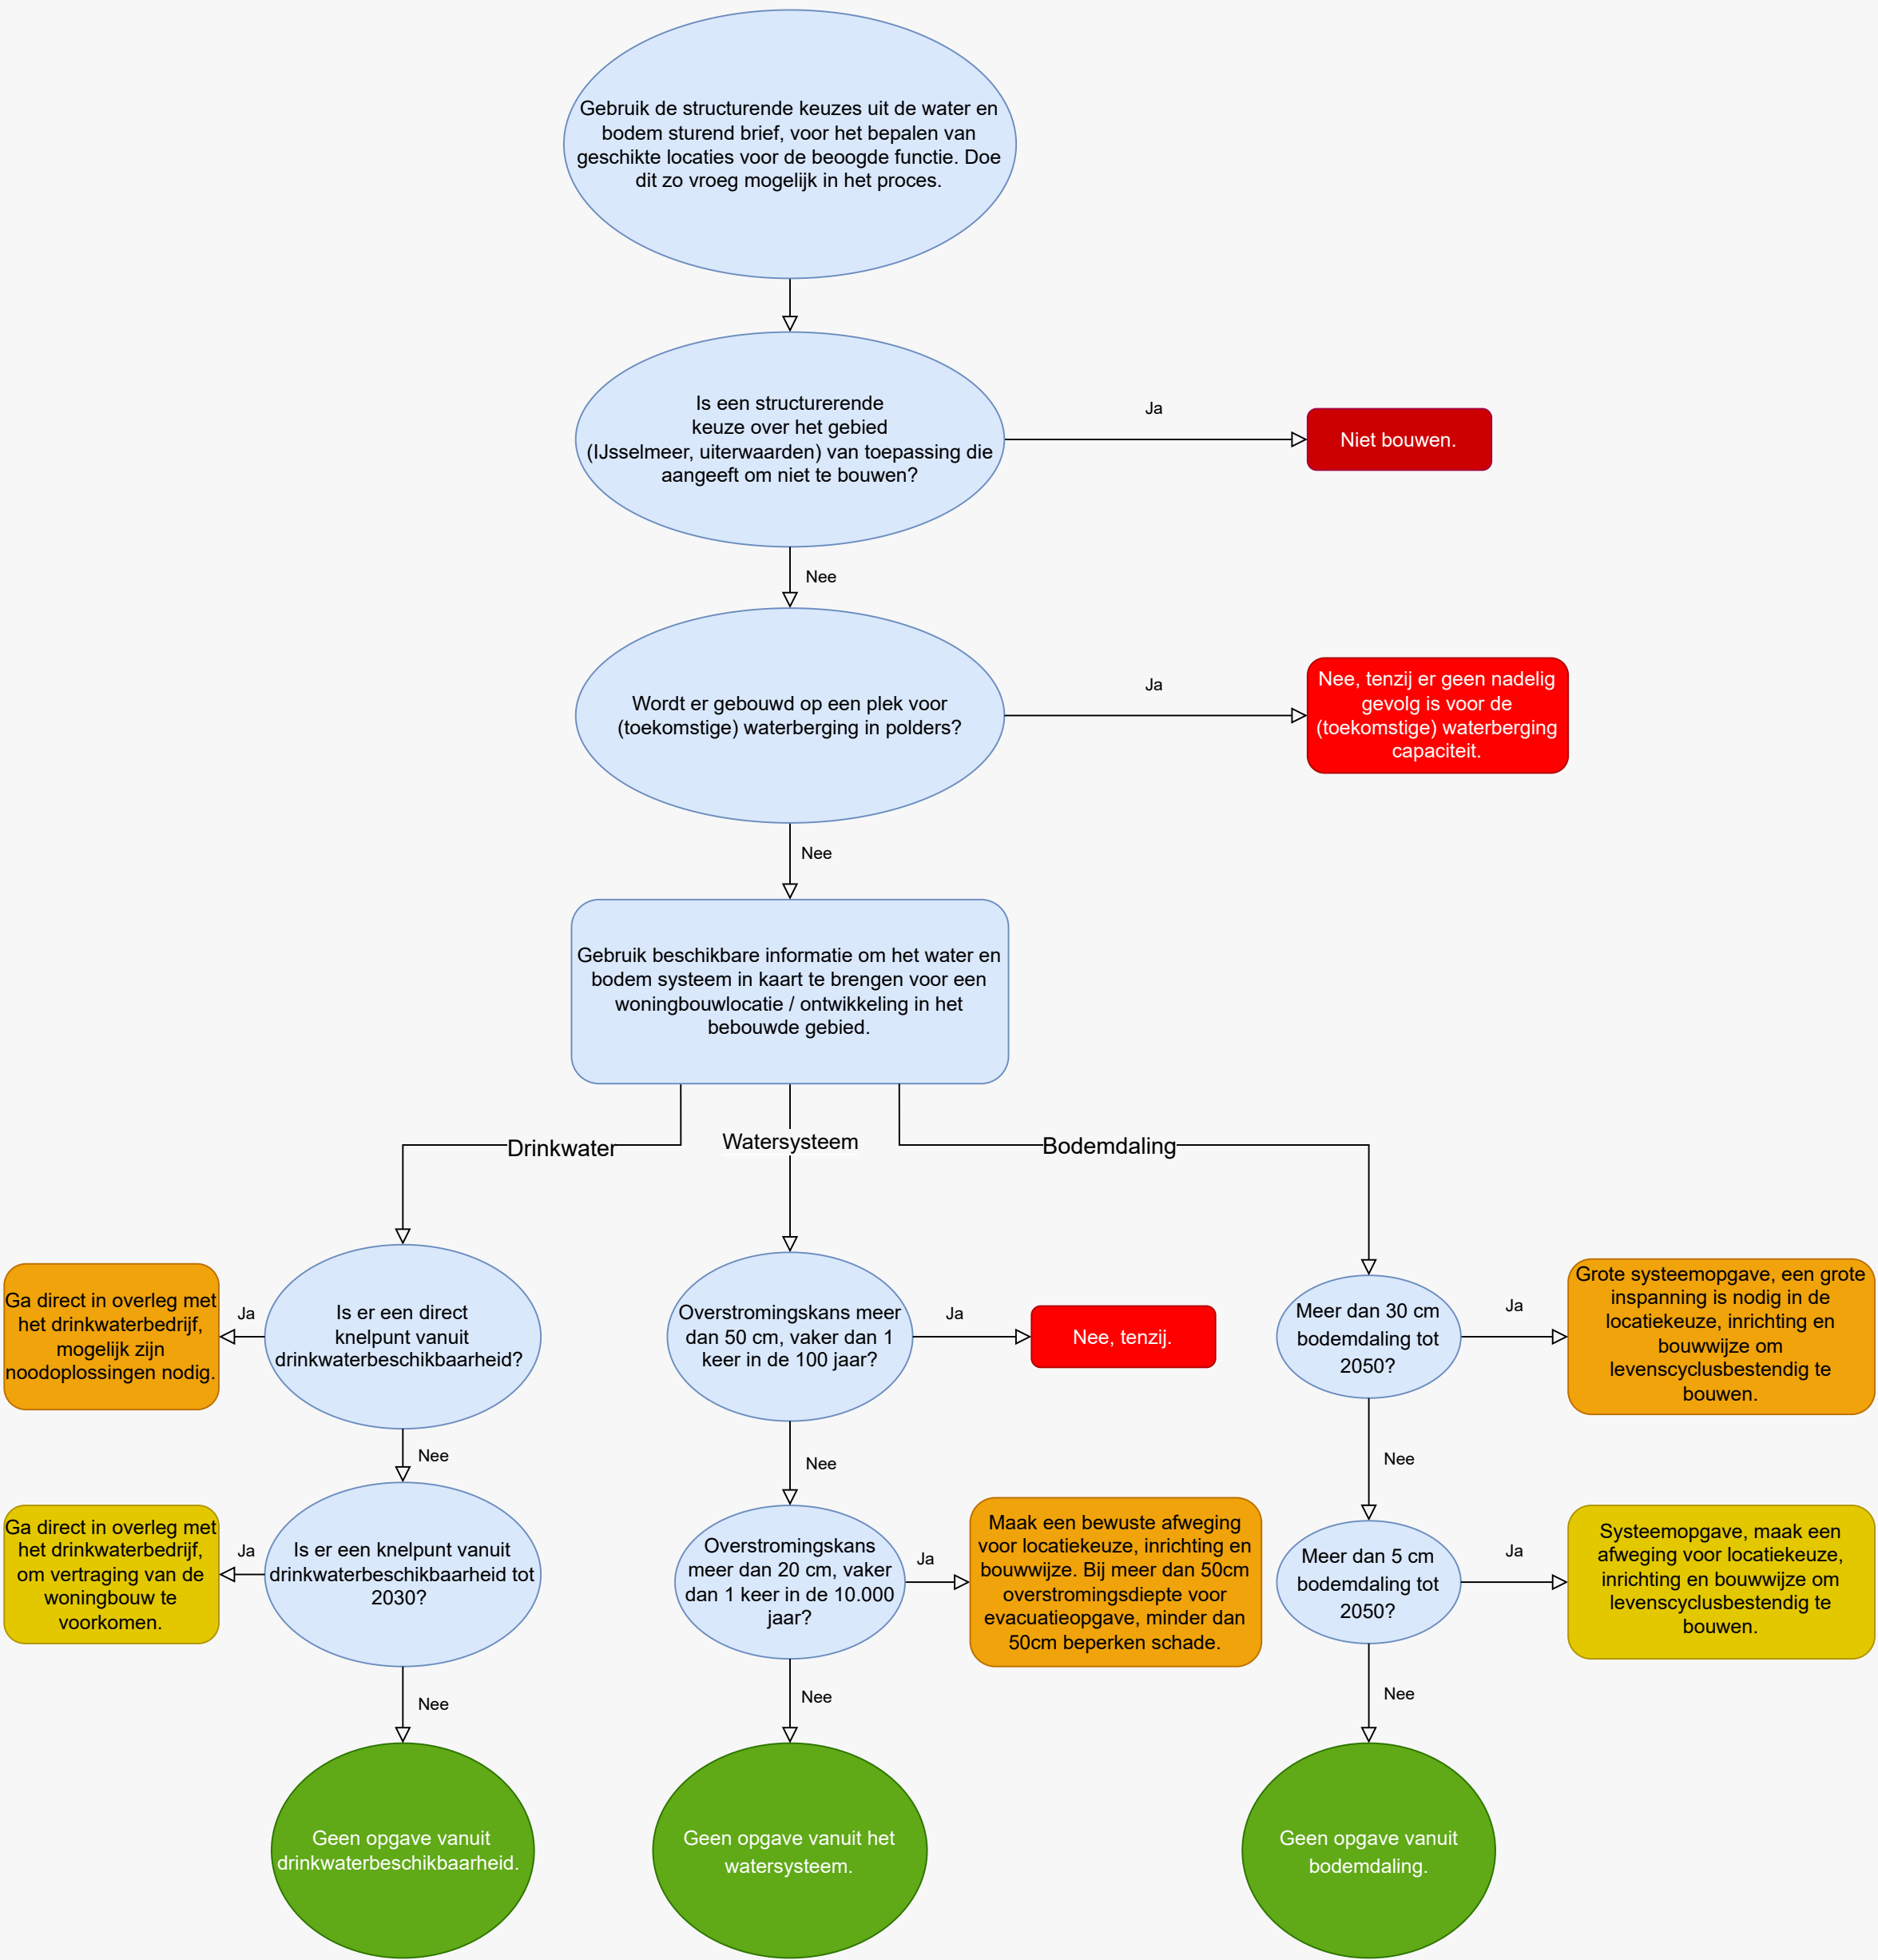 Gebruik de structurende keuzes uit de water en
bodem sturend brief, voor het bepalen van
geschikte locaties voor de beoogde functie. Doe
dit zo vroeg mogelijk in het proces.
Is een structurerende
keuze over het gebied
(IJsselmeer, uiterwaarden) van toepassing die
aangeeft om niet te bouwen?
Ja
Niet bouwen.
Nee
Wordt er gebouwd op een plek voor
(toekomstige) waterberging in polders?
Ja
Nee, tenzij er geen nadelig
gevolg is voor de
(toekomstige) waterberging
capaciteit.
Nee
Gebruik beschikbare informatie om het water en
bodem systeem in kaart te brengen voor een
woningbouwlocatie / ontwikkeling in het
bebouwde gebied.
Drinkwater
Watersysteem
Bodemdaling
Is er een direct
knelpunt vanuit
drinkwaterbeschikbaarheid?
Ja
Ga direct in overleg met
het drinkwaterbedrijf,
mogelijk zijn
noodoplossingen nodig.
Nee
Is er een knelpunt vanuit
drinkwaterbeschikbaarheid tot
2030?
Ja
Ga direct in overleg met
het drinkwaterbedrijf,
om vertraging van de
woningbouw te
voorkomen.
Nee
Geen opgave vanuit
drinkwaterbeschikbaarheid.
Overstromingskans meer
dan 50 cm, vaker dan 1
keer in de 100 jaar?
Ja
Nee, tenzij.
Nee
Overstromingskans
meer dan 20 cm, vaker
dan 1 keer in de 10.000
jaar?
Ja
Maak een bewuste afweging
voor locatiekeuze, inrichting en
bouwwijze. Bij meer dan 50cm
overstromingsdiepte voor
evacuatieopgave, minder dan
50cm beperken schade.
Nee
Geen opgave vanuit het
watersysteem.
Meer dan 30 cm
bodemdaling tot
2050?
Ja
Grote systeemopgave, een grote
inspanning is nodig in de
locatiekeuze, inrichting en
bouwwijze om
levenscyclusbestendig te
bouwen.
Nee
Meer dan 5 cm
bodemdaling tot
2050?
Ja
Systeemopgave, maak een
afweging voor locatiekeuze,
inrichting en bouwwijze om
levenscyclusbestendig te
bouwen.
Nee
Geen opgave vanuit
bodemdaling.